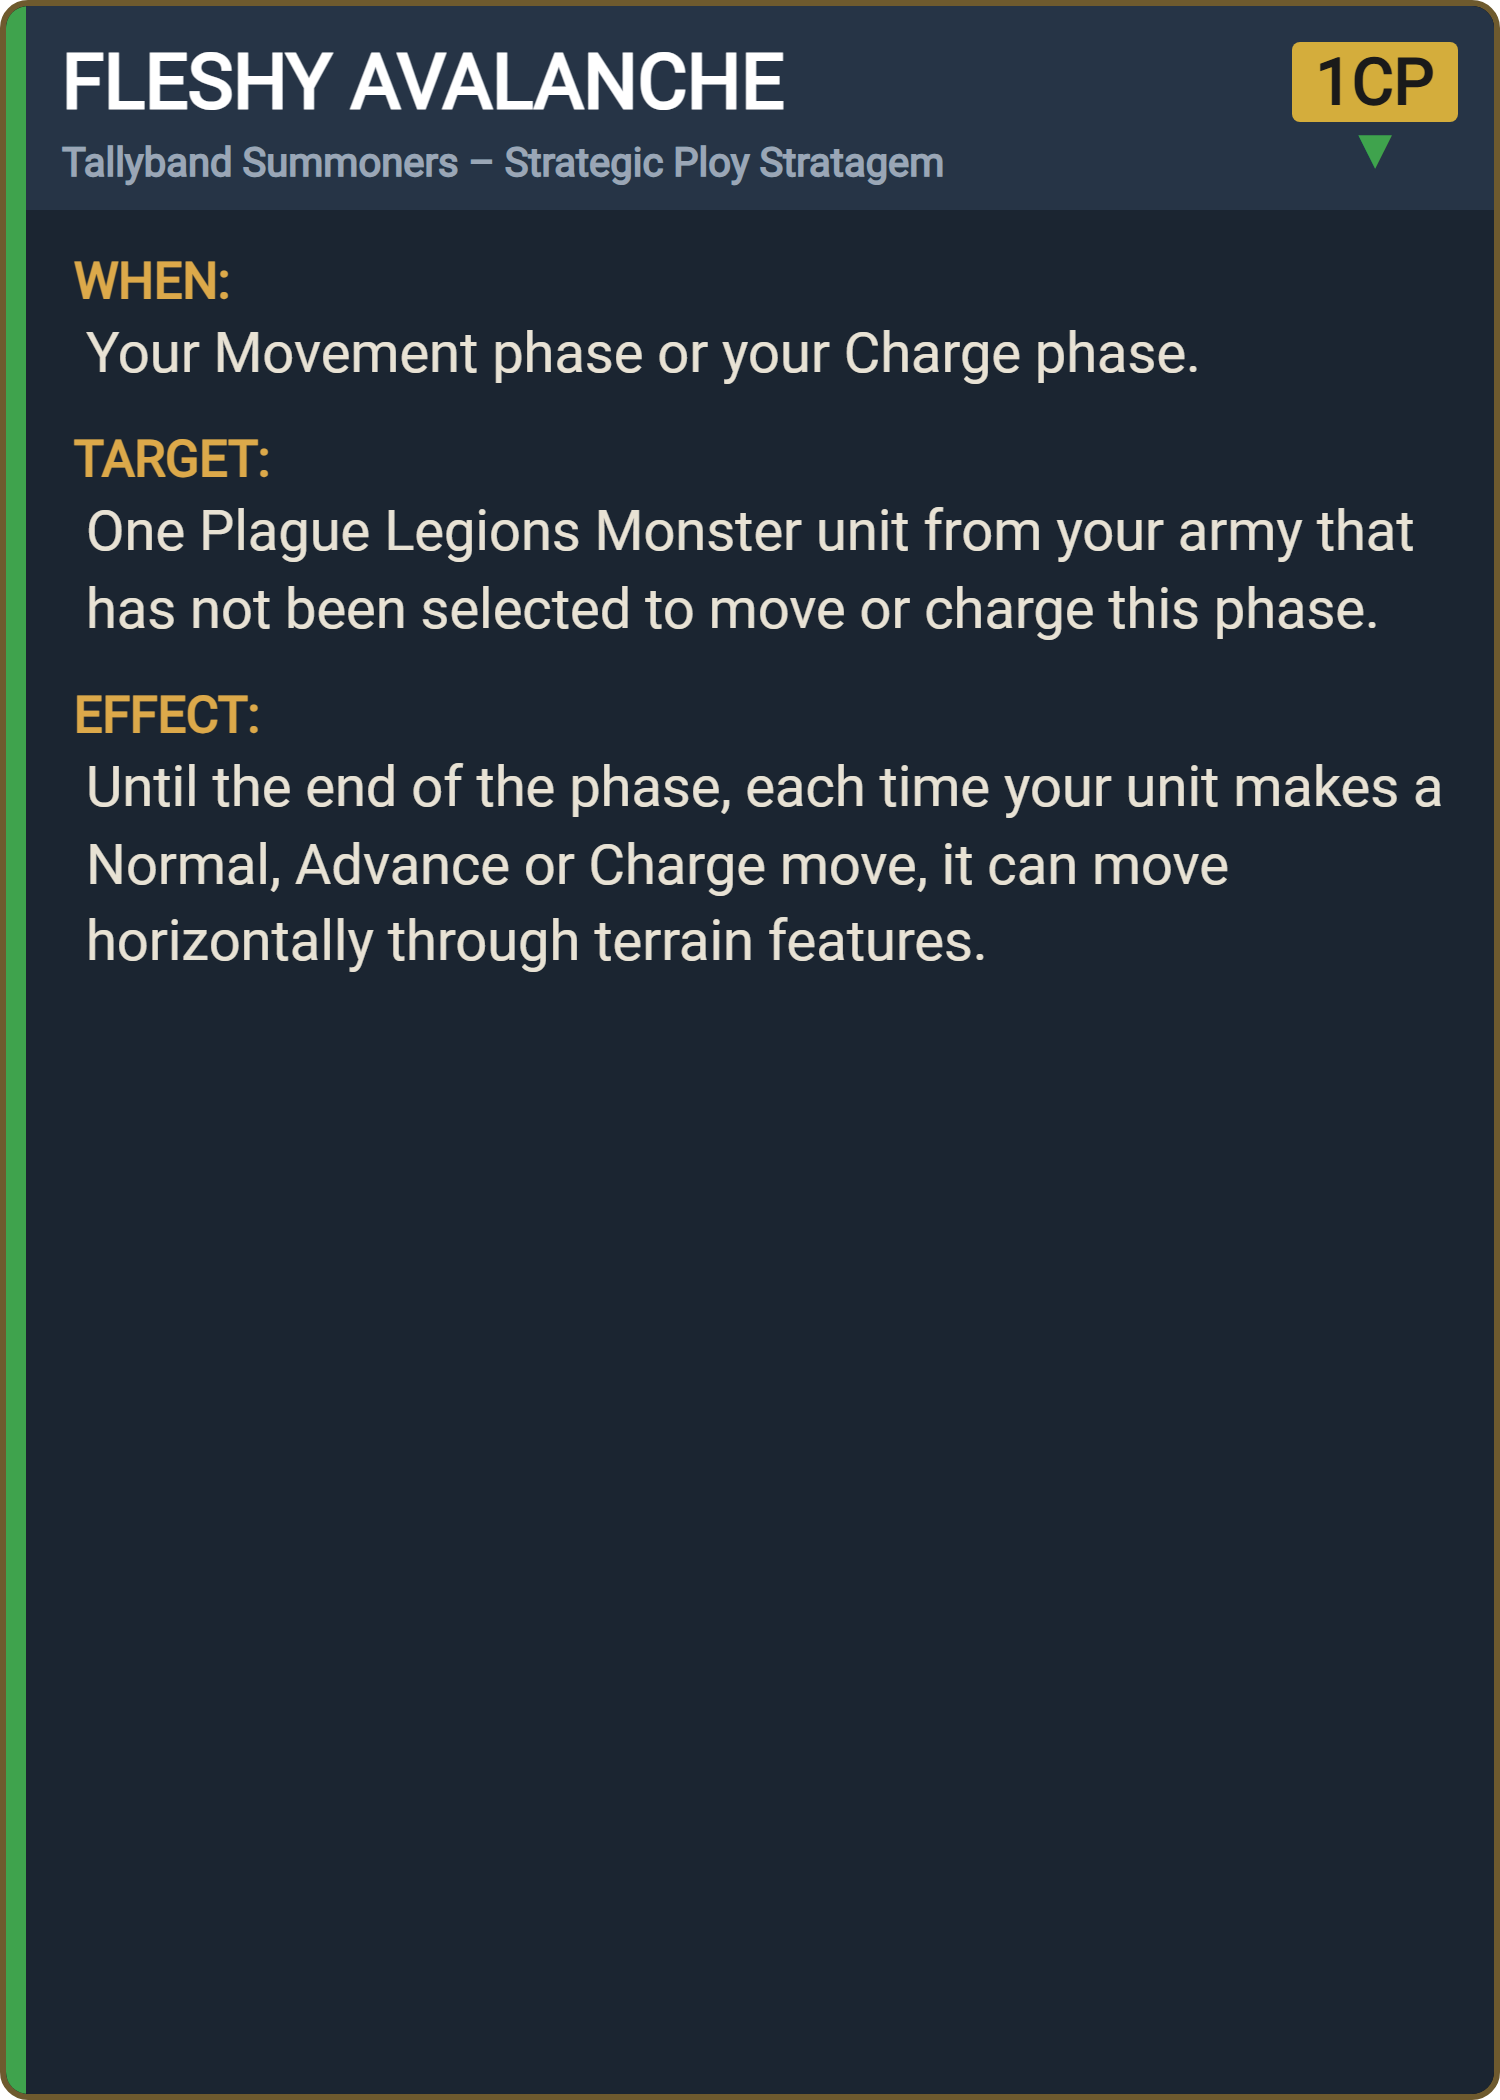 FLESHY AVALANCHE
1CP
Tallyband Summoners – Strategic Ploy Stratagem
WHEN:
Your Movement phase or your Charge phase.
TARGET:
One Plague Legions Monster unit from your army that
has not been selected to move or charge this phase.
EFFECT:
Until the end of the phase, each time your unit makes a
Normal, Advance or Charge move, it can move
horizontally through terrain features.